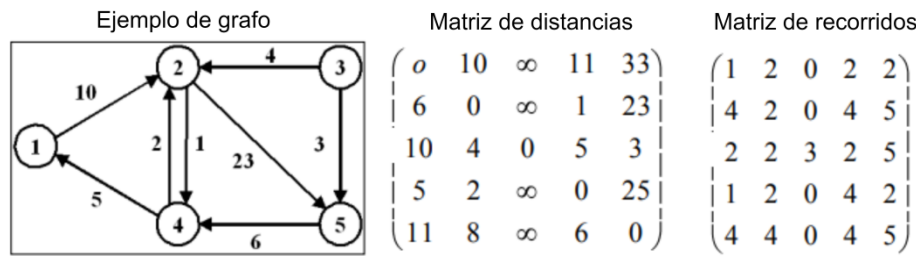 Ejemplo de grafo
Matriz de distancias
Matriz de recorridos
4
2
3
10
1
2
1
23
3
5
4
5
6
o 10 ∞ 11 33
6 0 ∞ 1 23
10 4 0 5 3
5 2 ∞ 0 25
11 8 ∞ 6 0
1 2 0 2 2
4 2 0 4 5
2 2 3 2 5
1 2 0 4 2
4 4 0 4 5